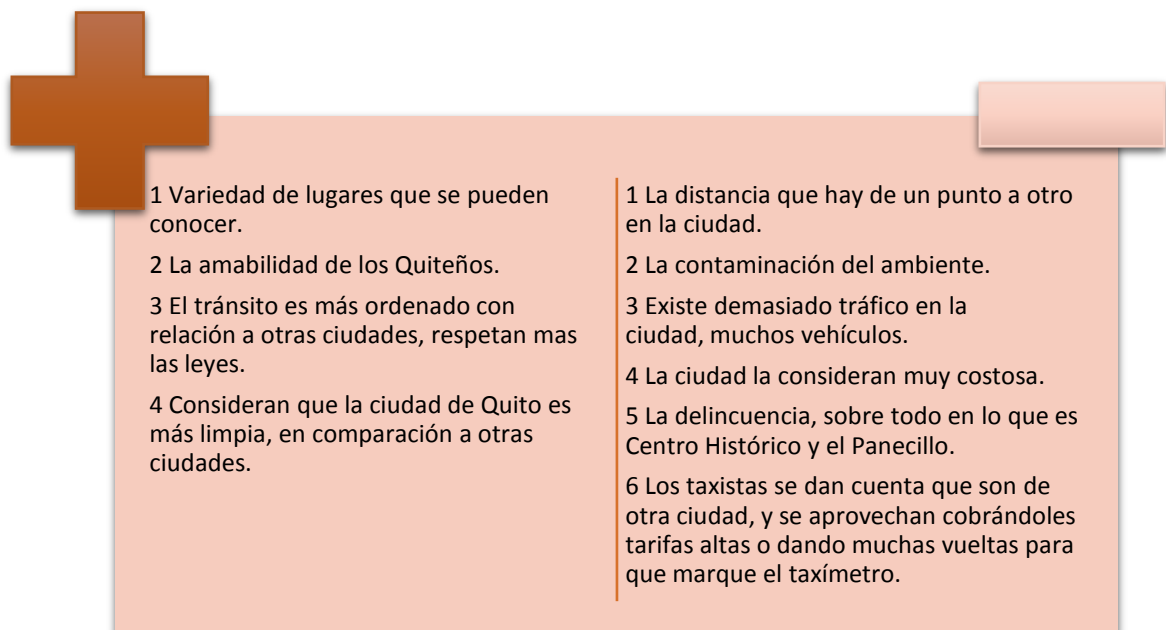 1 Variedad de lugares que se pueden
conocer.
2 La amabilidad de los Quiteños.
3 El tránsito es más ordenado con
relación a otras ciudades, respetan mas
las leyes.
4 Consideran que la ciudad de Quito es
más limpia, en comparación a otras
ciudades.
1 La distancia que hay de un punto a otro
en la ciudad.
2 La contaminación del ambiente.
3 Existe demasiado tráfico en la
ciudad, muchos vehículos.
4 La ciudad la consideran muy costosa.
5 La delincuencia, sobre todo en lo que es
Centro Histórico y el Panecillo.
6 Los taxistas se dan cuenta que son de
otra ciudad, y se aprovechan cobrándoles
tarifas altas o dando muchas vueltas para
que marque el taxímetro.